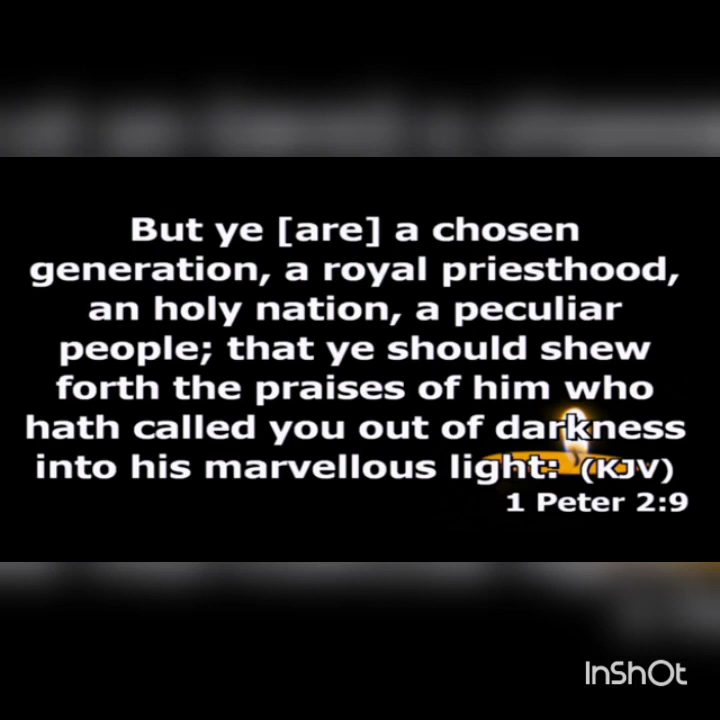 But ye [are] a chosen
generation, a royal priesthood,
an holy nation, a peculiar
people; that ye should shew
forth the praises of him who
hath called you out of darkness
into his marvellous light: (KJV)
1 Peter 2:9
InShOt